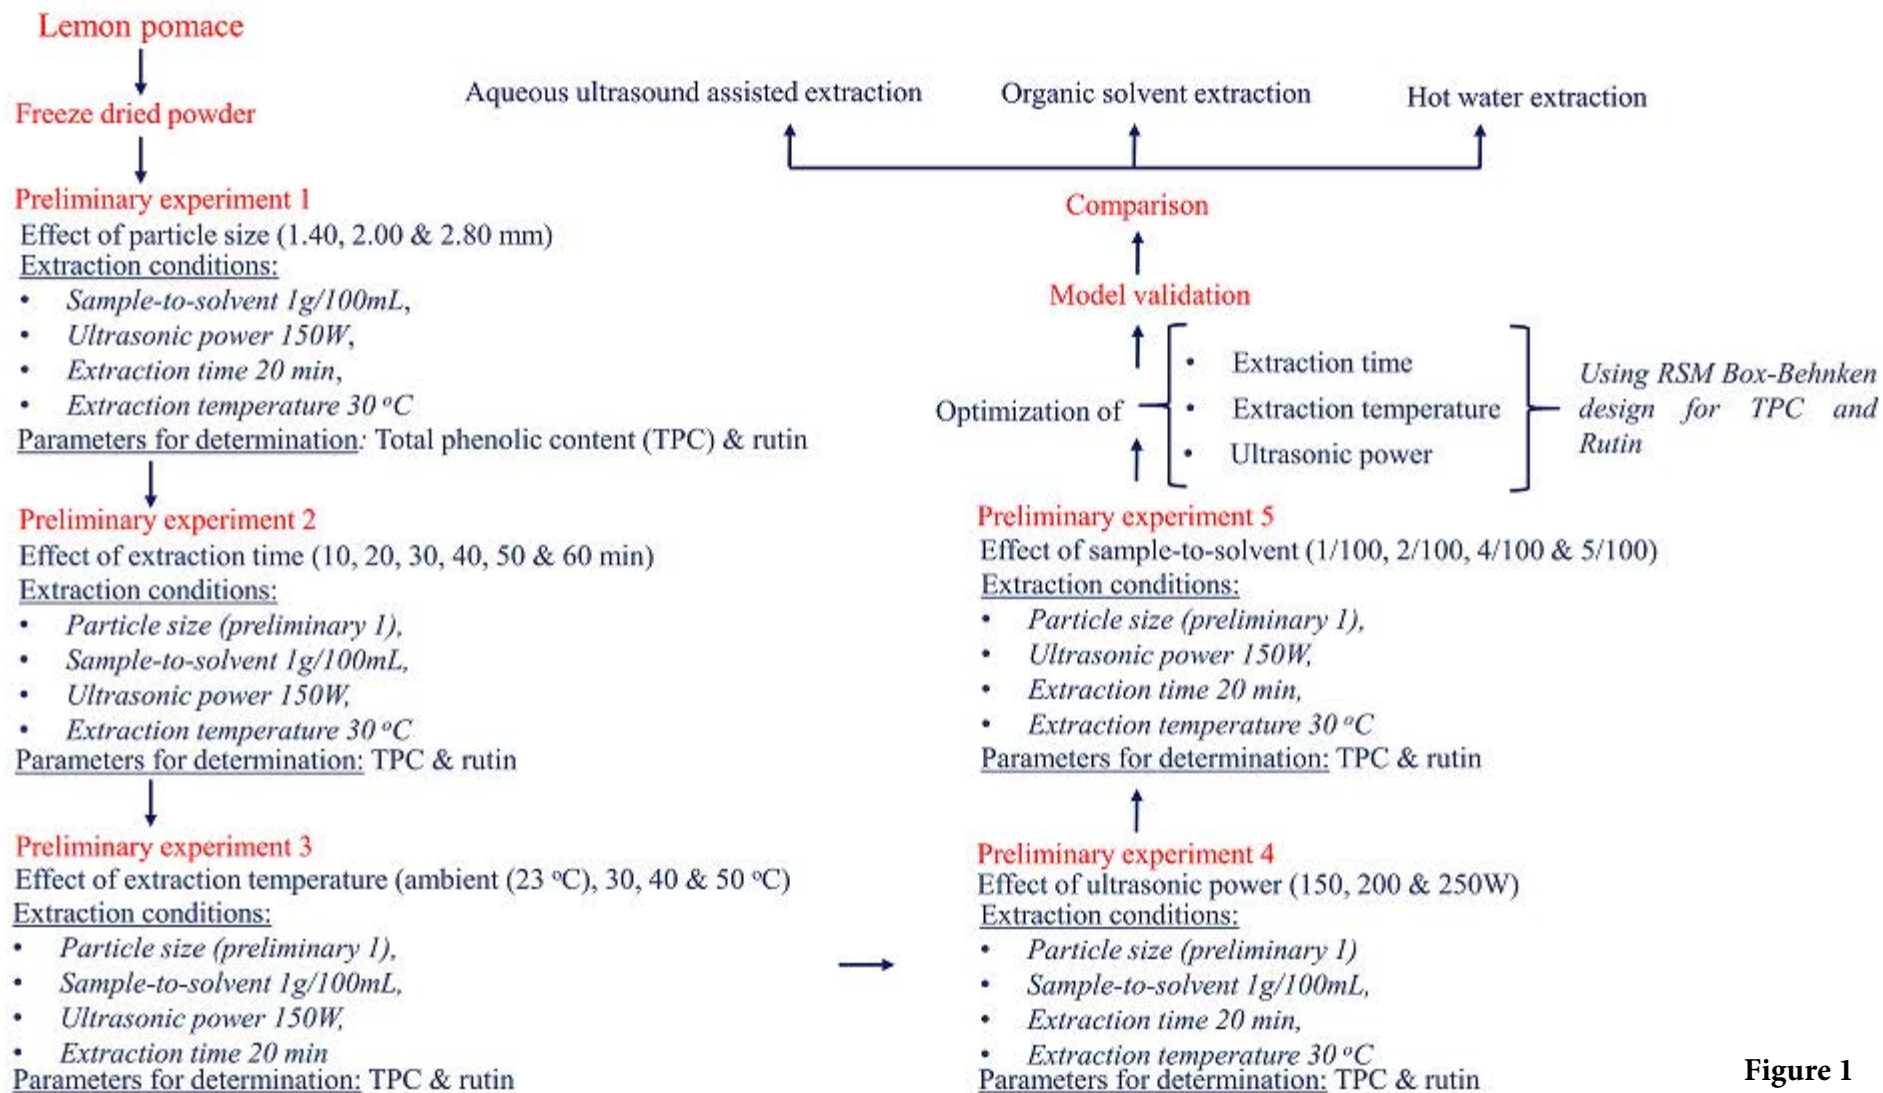 Lemon pomace
Freeze dried powder
Preliminary experiment 1
Effect of particle size (1.40, 2.00 & 2.80 mm)
Extraction conditions:
• Sample-to-solvent 1g/100mL,
• Ultrasonic power 150W,
• Extraction time 20 min,
• Extraction temperature 30 °C
Parameters for determination: Total phenolic content (TPC) & rutin
Preliminary experiment 2
Effect of extraction time (10, 20, 30, 40, 50 & 60 min)
Extraction conditions:
• Particle size (preliminary 1),
• Sample-to-solvent 1g/100mL,
• Ultrasonic power 150W,
• Extraction temperature 30 °C
Parameters for determination: TPC & rutin
Preliminary experiment 3
Effect of extraction temperature (ambient (23 °C), 30, 40 & 50 °C)
Extraction conditions:
• Particle size (preliminary 1),
• Sample-to-solvent 1g/100mL,
• Ultrasonic power 150W,
• Extraction time 20 min
Parameters for determination: TPC & rutin
Preliminary experiment 4
Effect of ultrasonic power (150, 200 & 250W)
Extraction conditions:
• Particle size (preliminary 1)
• Sample-to-solvent 1g/100mL,
• Extraction time 20 min,
• Extraction temperature 30 °C
Parameters for determination: TPC & rutin
Preliminary experiment 5
Effect of sample-to-solvent (1/100, 2/100, 4/100 & 5/100)
Extraction conditions:
• Particle size (preliminary 1),
• Ultrasonic power 150W,
• Extraction time 20 min,
• Extraction temperature 30 °C
Parameters for determination: TPC & rutin
Optimization of
• Extraction time
• Extraction temperature
• Ultrasonic power
Using RSM Box-Behnken
design for TPC and
Rutin
Model validation
Comparison
Aqueous ultrasound assisted extraction
Organic solvent extraction
Hot water extraction
Figure 1